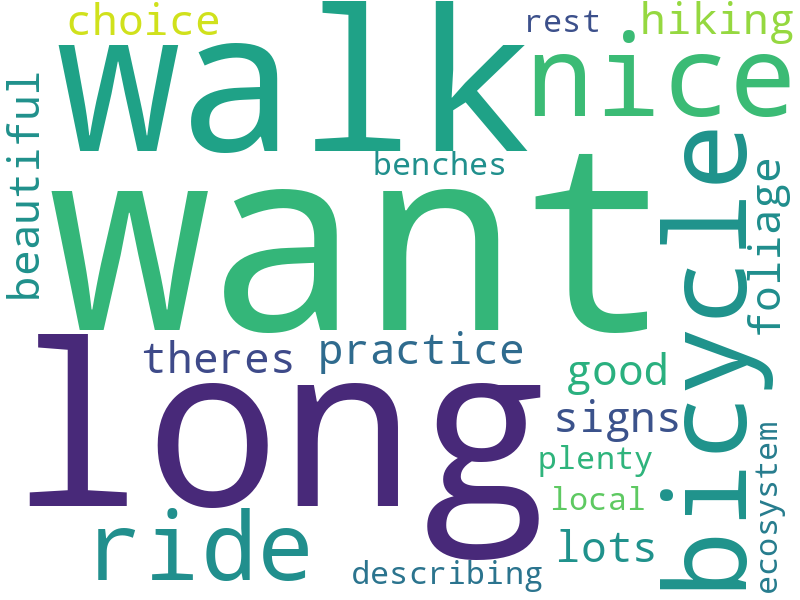 choice
rest
hiking
walk
nice
beautiful
benches
want
bicycle
foliage
long
theres
practice
good
signs
plenty
local
ecosystem
ride
lots
describing